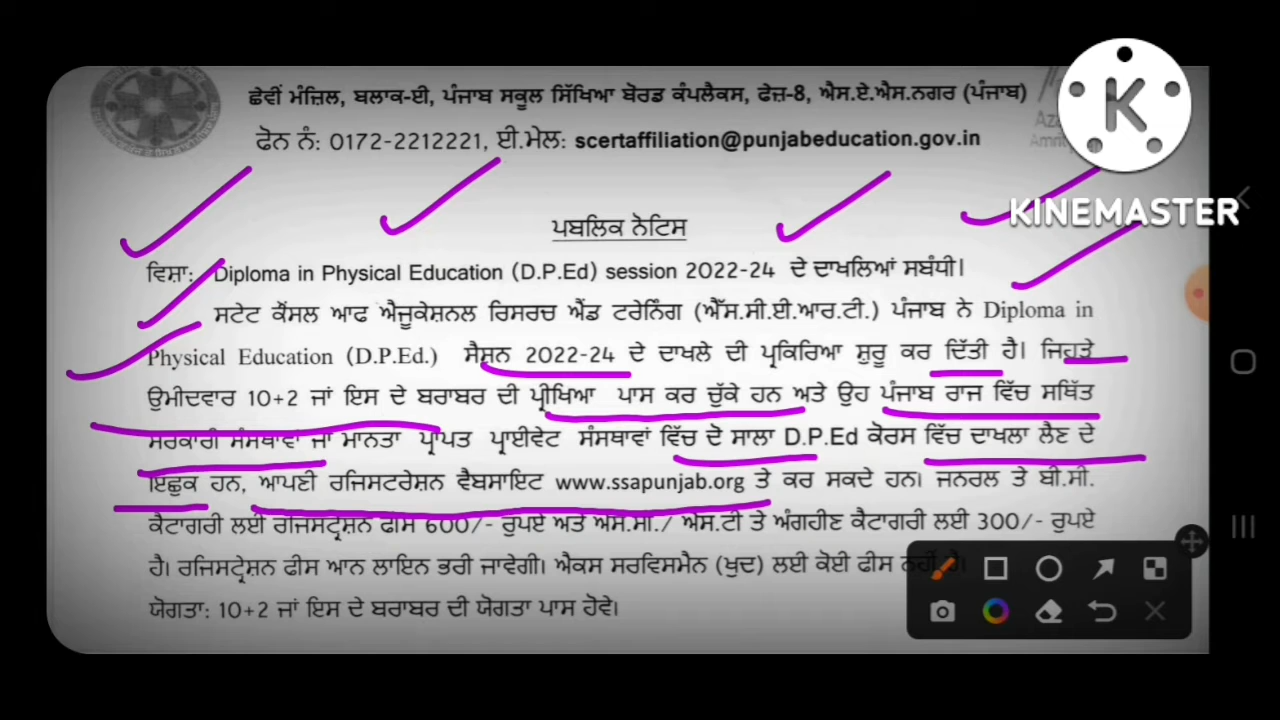 ਛੇਵੀਂ ਮੰਜ਼ਿਲ, ਬਲਾਕ-ਈ, ਪੰਜਾਬ ਸਕੂਲ ਸਿੱਖਿਆ ਬੋਰਡ ਕੰਪਲੈਕਸ, ਫੇਜ਼-8, ਐਸ.ਏ.ਐਸ.ਨਗਰ (ਪੰਜਾਬ)
ਫੋਨ ਨੰ: 0172-2212221, ਈ.ਮੇਲ: scertaffiliation@punjabeducation.gov.in
KINEMASTER
ਪਬਲਿਕ ਨੋਟਿਸ
ਵਿਸ਼ਾ: Diploma in Physical Education (D.P.Ed) session 2022-24 ਦੇ ਦਾਖਲਿਆਂ ਸਬੰਧੀ।
ਸਟੇਟ ਕੌਂਸਲ ਆਫ ਐਜੂਕੇਸ਼ਨਲ ਰਿਸਰਚ ਐਂਡ ਟਰੇਨਿੰਗ (ਐੱਸ.ਸੀ.ਈ.ਆਰ.ਟੀ.) ਪੰਜਾਬ ਨੇ Diploma in
Physical Education (D.P.Ed.) ਸੈਸ਼ਨ 2022-24 ਦੇ ਦਾਖਲੇ ਦੀ ਪ੍ਰਕਿਰਿਆ ਸ਼ੁਰੂ ਕਰ ਦਿੱਤੀ ਹੈ। ਜਿਹੜੇ
ਉਮੀਦਵਾਰ 10+2 ਜਾਂ ਇਸ ਦੇ ਬਰਾਬਰ ਦੀ ਪ੍ਰੀਖਿਆ ਪਾਸ ਕਰ ਚੁੱਕੇ ਹਨ ਅਤੇ ਉਹ ਪੰਜਾਬ ਰਾਜ ਵਿੱਚ ਸਥਿੱਤ
ਸਰਕਾਰੀ ਸੰਸਥਾਵਾਂ ਜਾਂ ਮਾਨਤਾ ਪ੍ਰਾਪਤ ਪ੍ਰਾਈਵੇਟ ਸੰਸਥਾਵਾਂ ਵਿੱਚ ਦੋ ਸਾਲਾ D.P.Ed ਕੋਰਸ ਵਿੱਚ ਦਾਖਲਾ ਲੈਣ ਦੇ
ਇਛੁਕ ਹਨ, ਆਪਣੀ ਰਜਿਸਟਰੇਸ਼ਨ ਵੈਬਸਾਇਟ www.ssapunjab.org ਤੇ ਕਰ ਸਕਦੇ ਹਨ। ਜਨਰਲ ਤੇ ਬੀ.ਸੀ.
ਕੈਟਾਗਰੀ ਲਈ ਰਜਿਸਟ੍ਰੇਸ਼ਨ ਫੀਸ 600/- ਰੁਪਏ ਅਤੇ ਐਸ.ਸੀ./ ਐਸ.ਟੀ ਤੇ ਅੰਗਹੀਣ ਕੈਟਾਗਰੀ ਲਈ 300/- ਰੁਪਏ
ਹੈ। ਰਜਿਸਟ੍ਰੇਸ਼ਨ ਫੀਸ ਆਨ ਲਾਇਨ ਭਰੀ ਜਾਵੇਗੀ। ਐਕਸ ਸਰਵਿਸਮੈਨ (ਖੁਦ) ਲਈ ਕੋਈ ਫੀਸ ਨਹੀਂ ਹੈ।
ਯੋਗਤਾ: 10+2 ਜਾਂ ਇਸ ਦੇ ਬਰਾਬਰ ਦੀ ਯੋਗਤਾ ਪਾਸ ਹੋਵੇ।